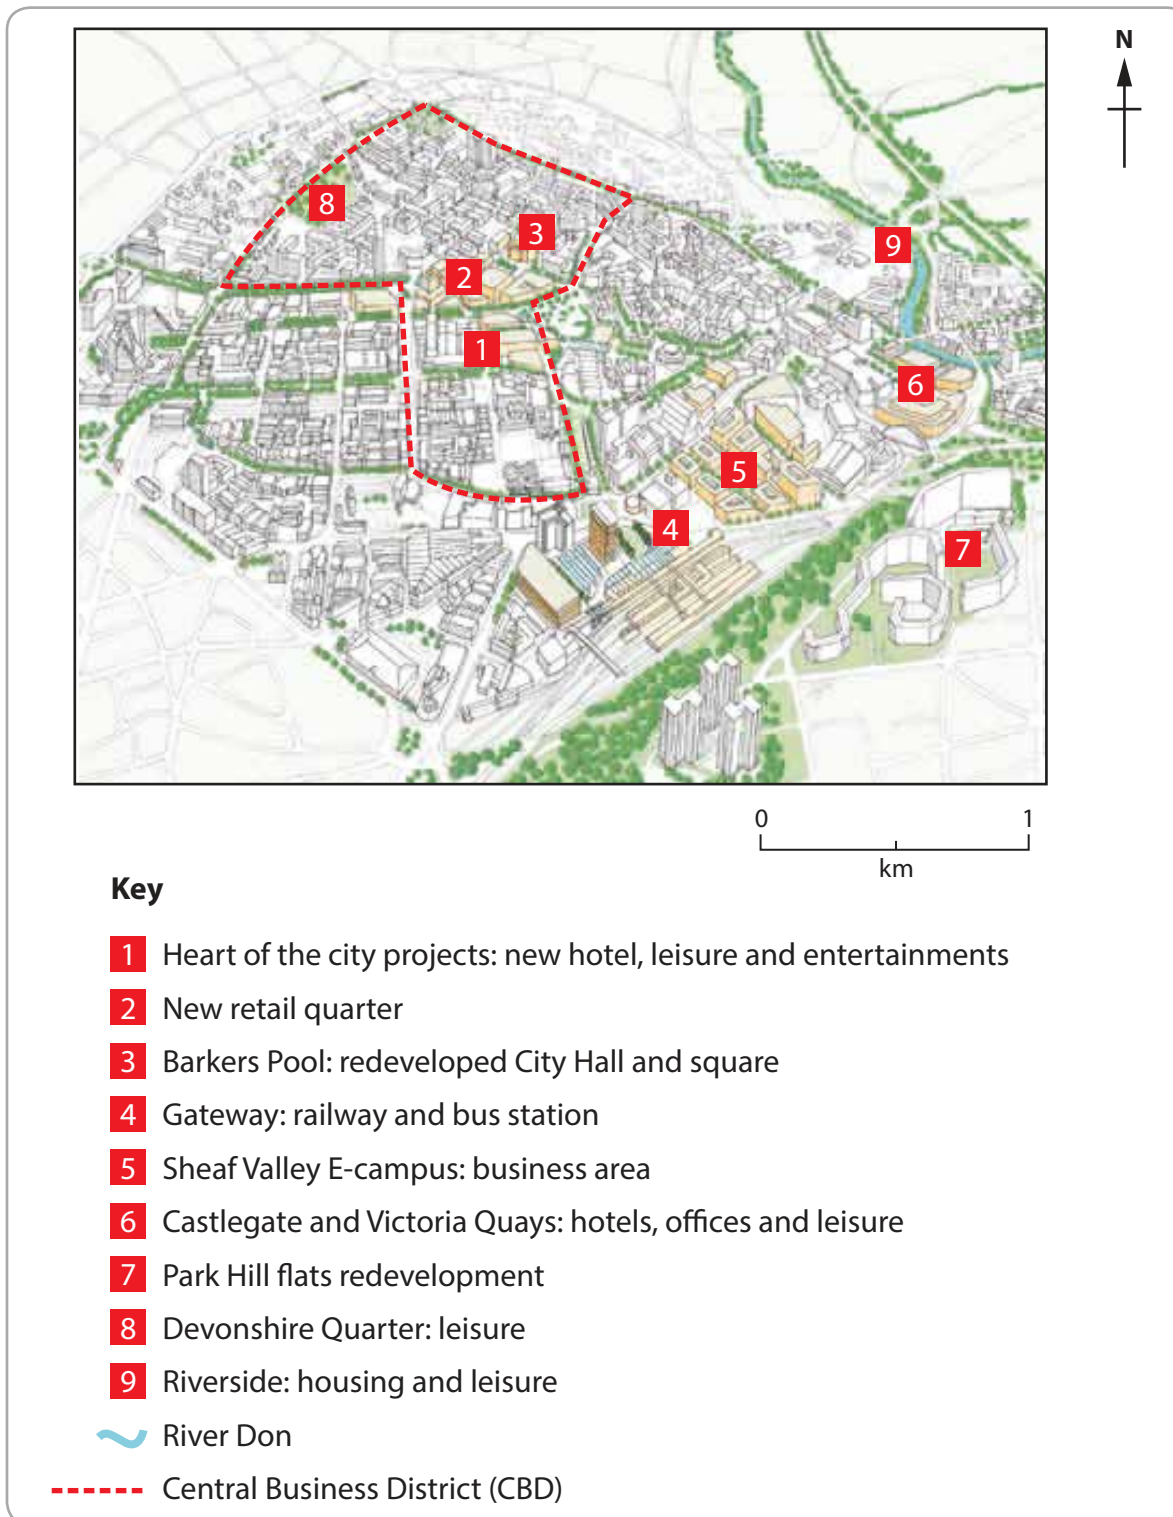 N
8
3
9
2
1
6
5
4
7
0 1
km
Key
1 Heart of the city projects: new hotel, leisure and entertainments
2 New retail quarter
3 Barkers Pool: redeveloped City Hall and square
4 Gateway: railway and bus station
5 Sheaf Valley E-campus: business area
6 Castlegate and Victoria Quays: hotels, offices and leisure
7 Park Hill flats redevelopment
8 Devonshire Quarter: leisure
9 Riverside: housing and leisure
River Don
Central Business District (CBD)